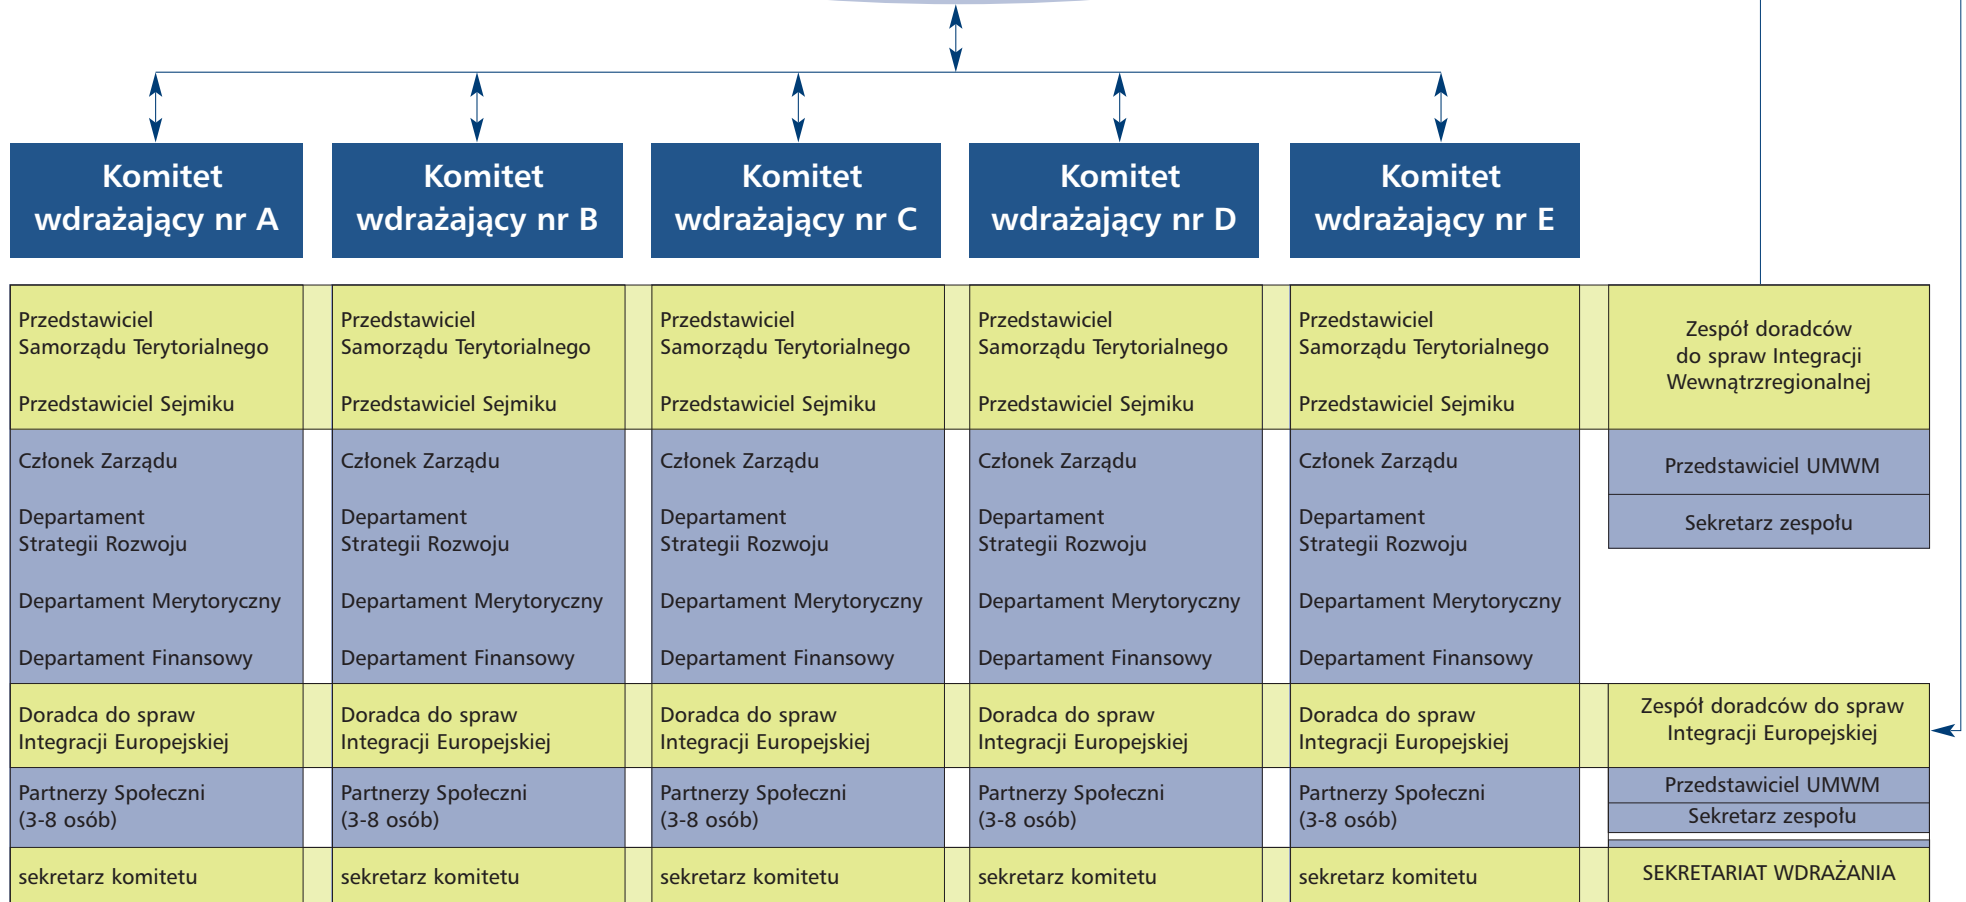 Komitet
wdrażający nr A
Komitet
wdrażający nr B
Komitet
wdrażający nr C
Komitet
wdrażający nr D
Komitet
wdrażający nr E
Przedstawiciel
Samorządu Terytorialnego
Przedstawiciel Sejmiku
Członek Zarządu
Departament
Strategii Rozwoju
Departament Merytoryczny
Departament Finansowy
Doradca do spraw
Integracji Europejskiej
Partnerzy Społeczni
(3-8 osób)
sekretarz komitetu
Przedstawiciel
Samorządu Terytorialnego
Przedstawiciel Sejmiku
Członek Zarządu
Departament
Strategii Rozwoju
Departament Merytoryczny
Departament Finansowy
Doradca do spraw
Integracji Europejskiej
Partnerzy Społeczni
(3-8 osób)
sekretarz komitetu
Przedstawiciel
Samorządu Terytorialnego
Przedstawiciel Sejmiku
Członek Zarządu
Departament
Strategii Rozwoju
Departament Merytoryczny
Departament Finansowy
Doradca do spraw
Integracji Europejskiej
Partnerzy Społeczni
(3-8 osób)
sekretarz komitetu
Przedstawiciel
Samorządu Terytorialnego
Przedstawiciel Sejmiku
Członek Zarządu
Departament
Strategii Rozwoju
Departament Merytoryczny
Departament Finansowy
Doradca do spraw
Integracji Europejskiej
Partnerzy Społeczni
(3-8 osób)
sekretarz komitetu
Przedstawiciel
Samorządu Terytorialnego
Przedstawiciel Sejmiku
Członek Zarządu
Departament
Strategii Rozwoju
Departament Merytoryczny
Departament Finansowy
Doradca do spraw
Integracji Europejskiej
Partnerzy Społeczni
(3-8 osób)
sekretarz komitetu
Zespół doradców
do spraw Integracji
Wewnątrzregionalnej
Przedstawiciel UMWM
Sekretarz zespołu
Zespół doradców do spraw
Integracji Europejskiej
Przedstawiciel UMWM
Sekretarz zespołu
SEKRETARIAT WDRAŻANIA